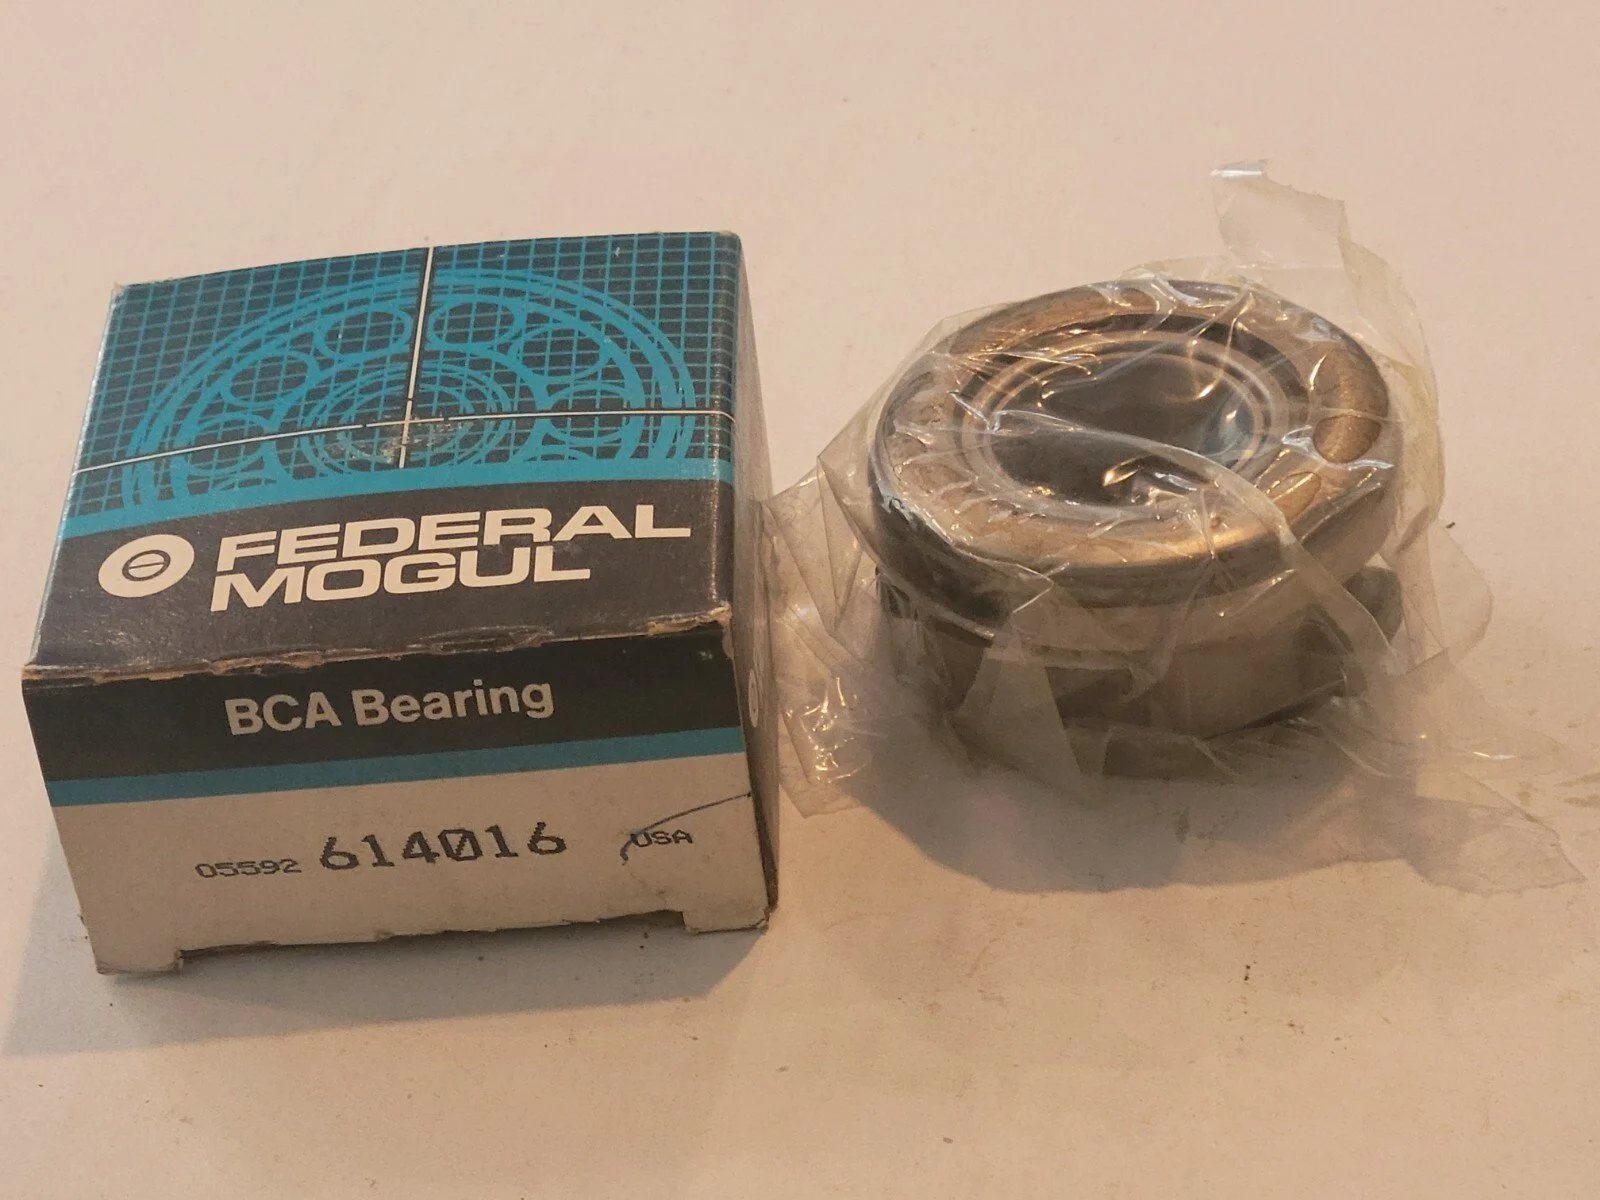 FEDERAL
MOGUL
BCA Bearing
05592 614016 USA